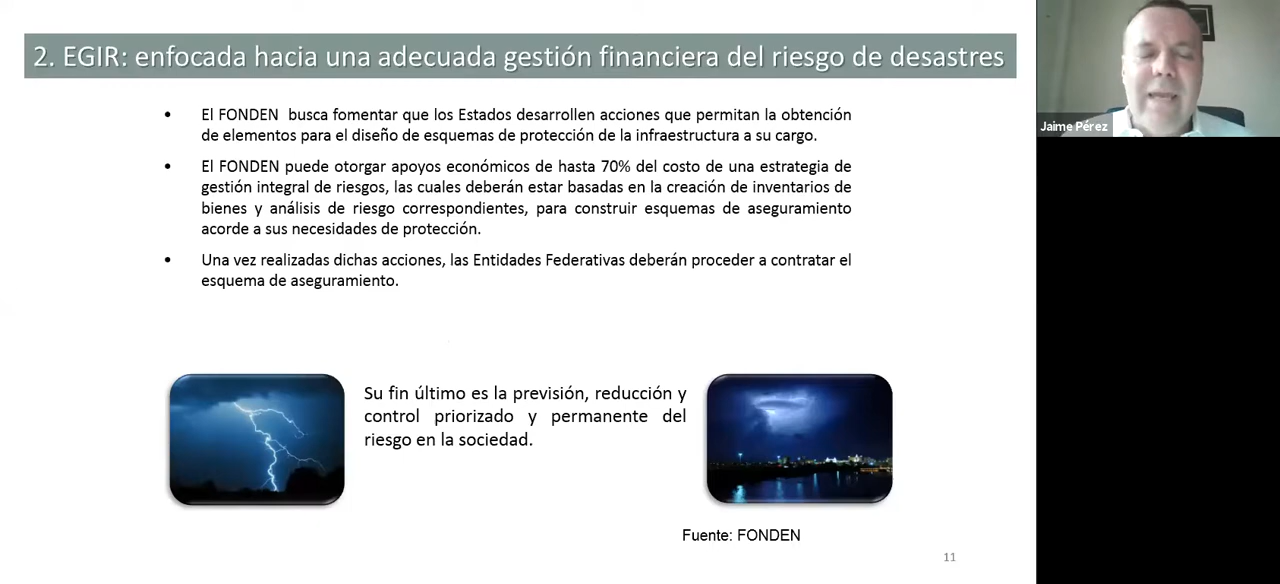 2. EGIR: enfocada hacia una adecuada gestión financiera del riesgo de desastres
• El FONDEN busca fomentar que los Estados desarrollen acciones que permitan la obtención
de elementos para el diseño de esquemas de protección de la infraestructura a su cargo.
• El FONDEN puede otorgar apoyos económicos de hasta 70% del costo de una estrategia de
gestión integral de riesgos, las cuales deberán estar basadas en la creación de inventarios de
bienes y análisis de riesgo correspondientes, para construir esquemas de aseguramiento
acorde a sus necesidades de protección.
• Una vez realizadas dichas acciones, las Entidades Federativas deberán proceder a contratar el
esquema de aseguramiento.
Su fin último es la previsión, reducción y
control priorizado y permanente del
riesgo en la sociedad.
Fuente: FONDEN
11
Jaime Pérez